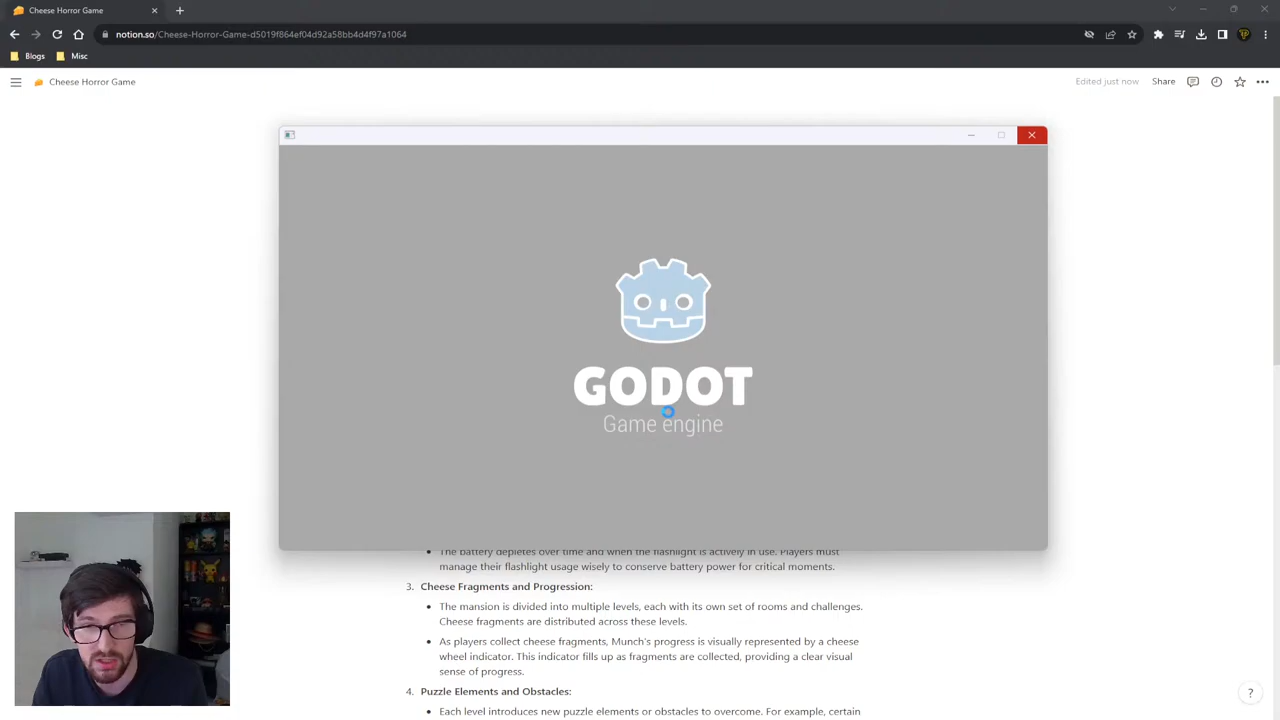 Cheese Horror Game
notion.so/Cheese-Horror-Game-d5019f864ef04d92a58bb4d4f97a1064
Blogs
Misc
Cheese Horror Game
Edited just now
Share
GODOT
Game engine
• The battery depletes over time and when the flashlight is actively in use. Players must
manage their flashlight usage wisely to conserve battery power for critical moments.
3. Cheese Fragments and Progression:
• The mansion is divided into multiple levels, each with its own set of rooms and challenges.
Cheese fragments are distributed across these levels.
• As players collect cheese fragments, Munch's progress is visually represented by a cheese
wheel indicator. This indicator fills up as fragments are collected, providing a clear visual
sense of progress.
4. Puzzle Elements and Obstacles:
• Each level introduces new puzzle elements or obstacles to overcome. For example, certain
?